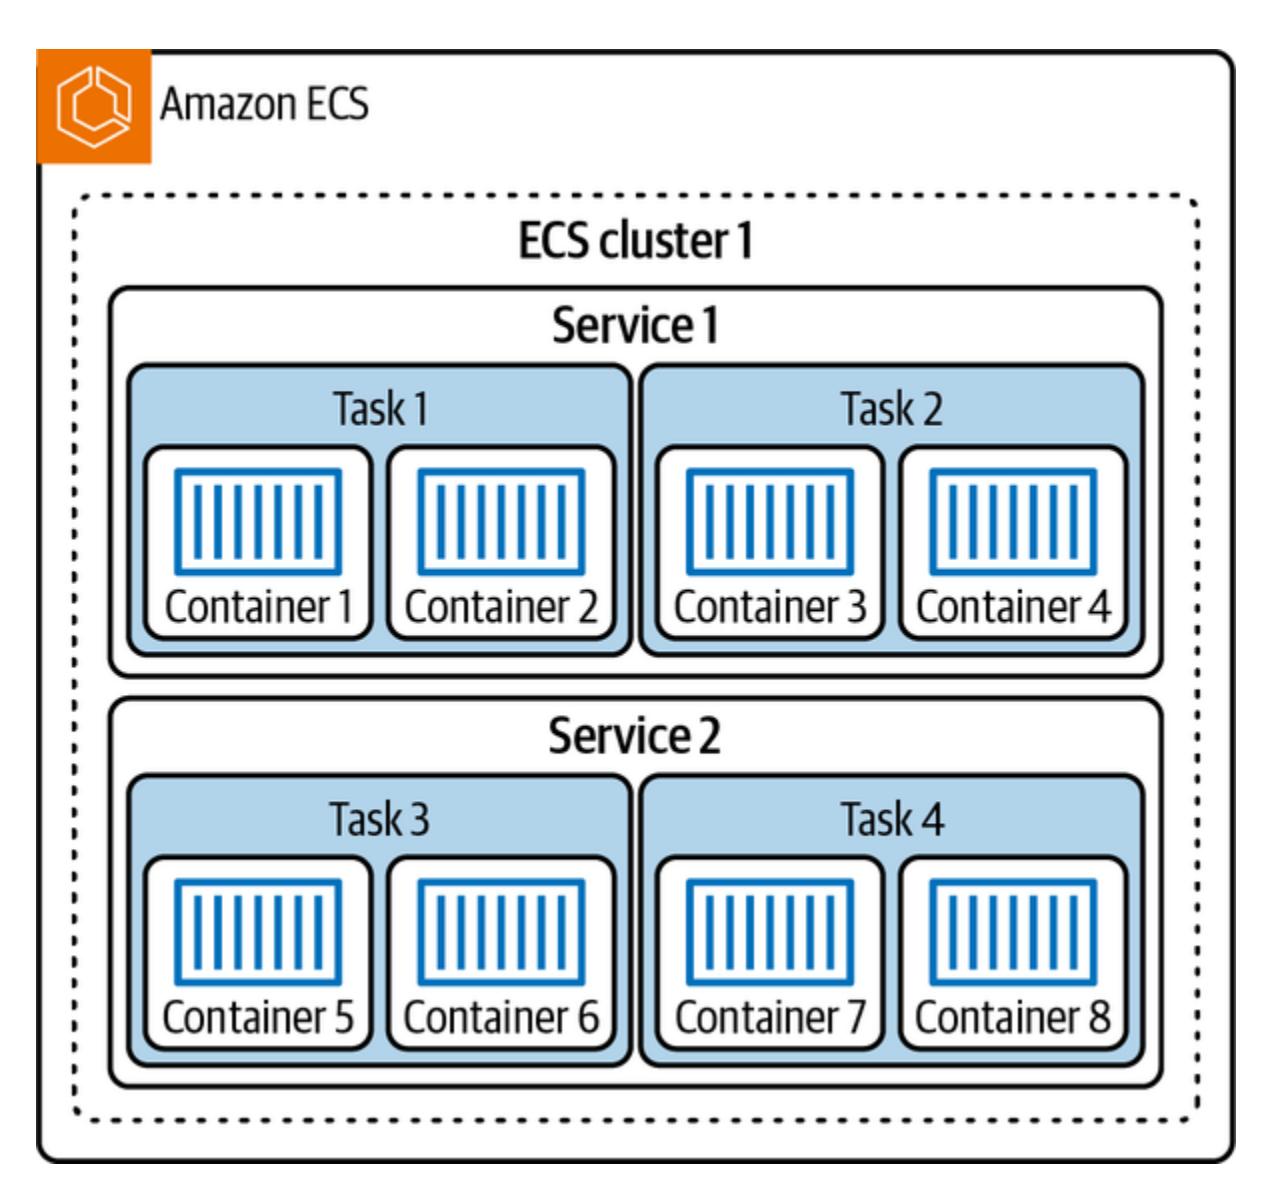 Amazon ECS
ECS cluster 1
Service 1
Task 1
Task 2
Container 1
Container 2
Container 3
Container 4
Service 2
Task 3
Task 4
Container 5
Container 6
Container 7
Container 8